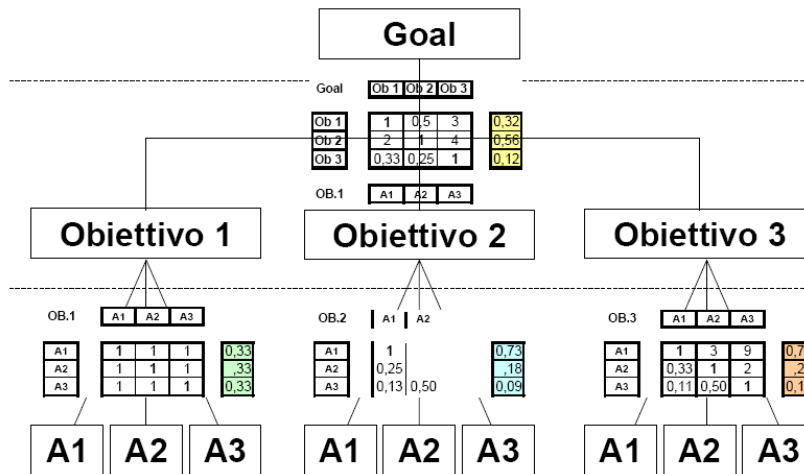 Goal
Goal Ob 1 Ob 2 Ob 3
Ob 1 1 0,5 3 0,32
Ob 2 2 1 4 0,56
Ob 3 0,33 0,25 1 0,12
OB.1 A1 A2 A3
Obiettivo 1 Obiettivo 2 Obiettivo 3
OB.1 A1 A2 A3 OB.2 A1 A2 OB.3 A1 A2 A3
A1 1 1 1 0,33 A1 1 0,73 A1 1 3 9 0,7
A2 1 1 1 ,33 A2 0,25 ,18 A2 0,33 1 2 ,2
A3 1 1 1 0,33 A3 0,13 0,50 0,09 A3 0,11 0,50 1 0,1
A1 A2 A3 A1 A2 A3 A1 A2 A3